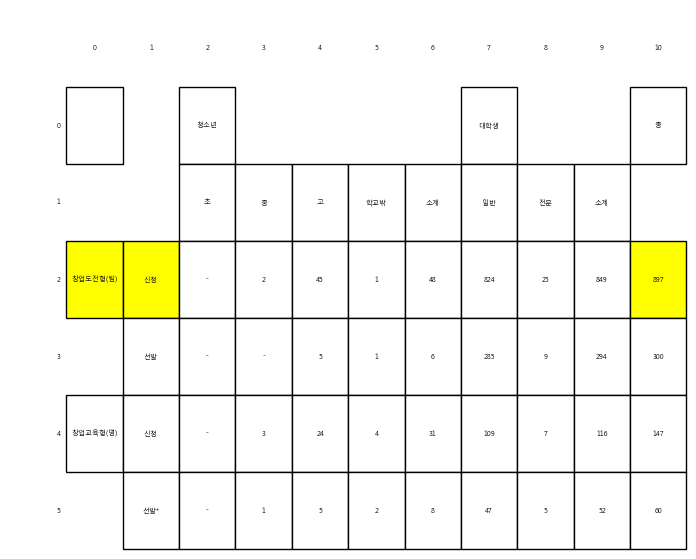 0 1 2 3 4 5 6 7 8 9 10
0 청소년 대학생 총
1 초 중 고 학교밖 소계 일반 전문 소계
2 창업도전형(팀) 신청 - 2 45 1 48 824 25 849 897
3 선발 - - 5 1 6 285 9 294 300
4 창업교육형(명) 신청 - 3 24 4 31 109 7 116 147
5 선발* - 1 5 2 8 47 5 52 60